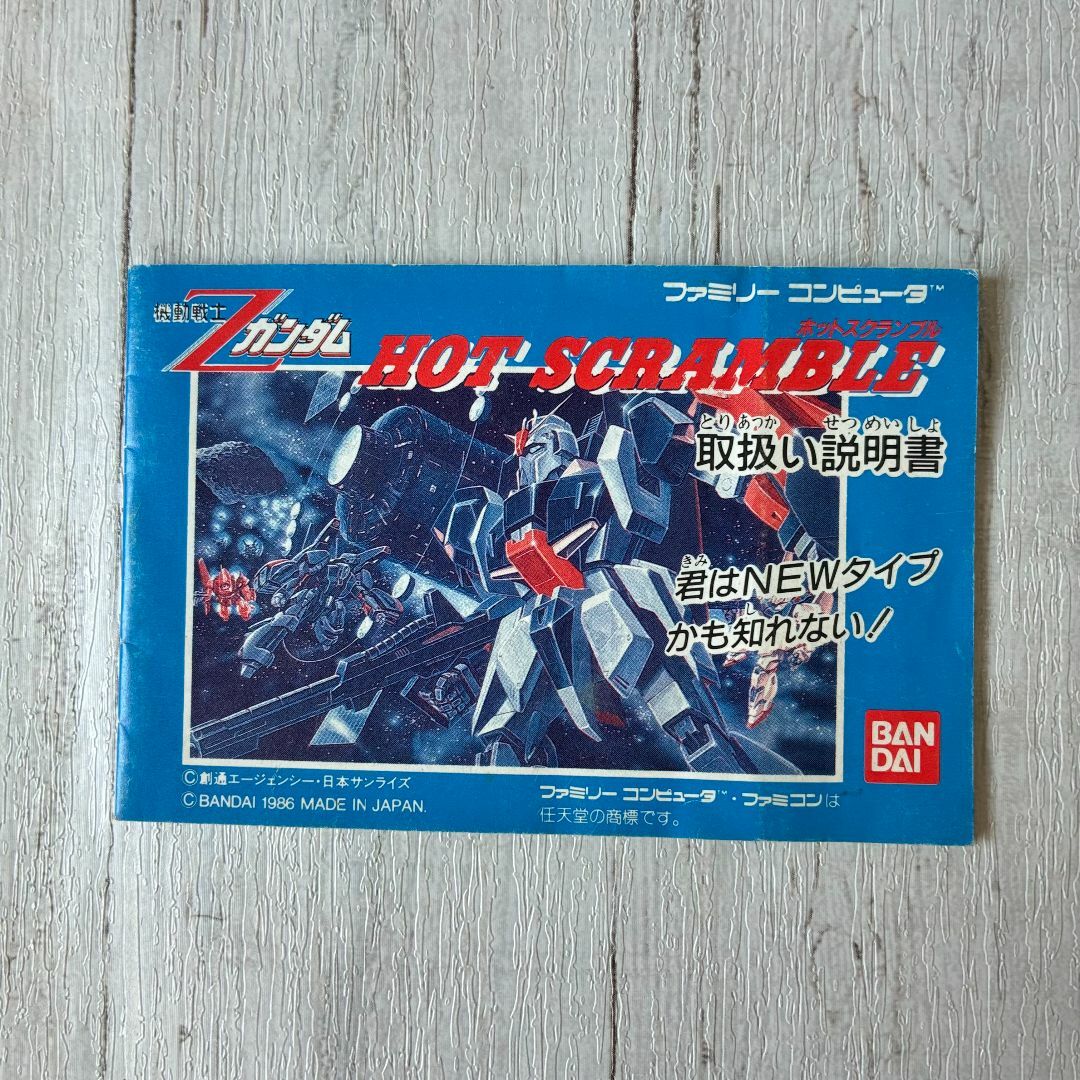 機動戦士
Zガンダム
ファミリー コンピュータ™
ホットスクランブル
HOT SCRAMBLE
とりあつか せつめいしょ
取扱い説明書
きみ
君はNEWタイプ
し
かも知れない!
BAN
DAI
©創通エージェンシー・日本サンライズ
©BANDAI 1986 MADE IN JAPAN.
ファミリー コンピュータ™・ファミコンは
任天堂の商標です。